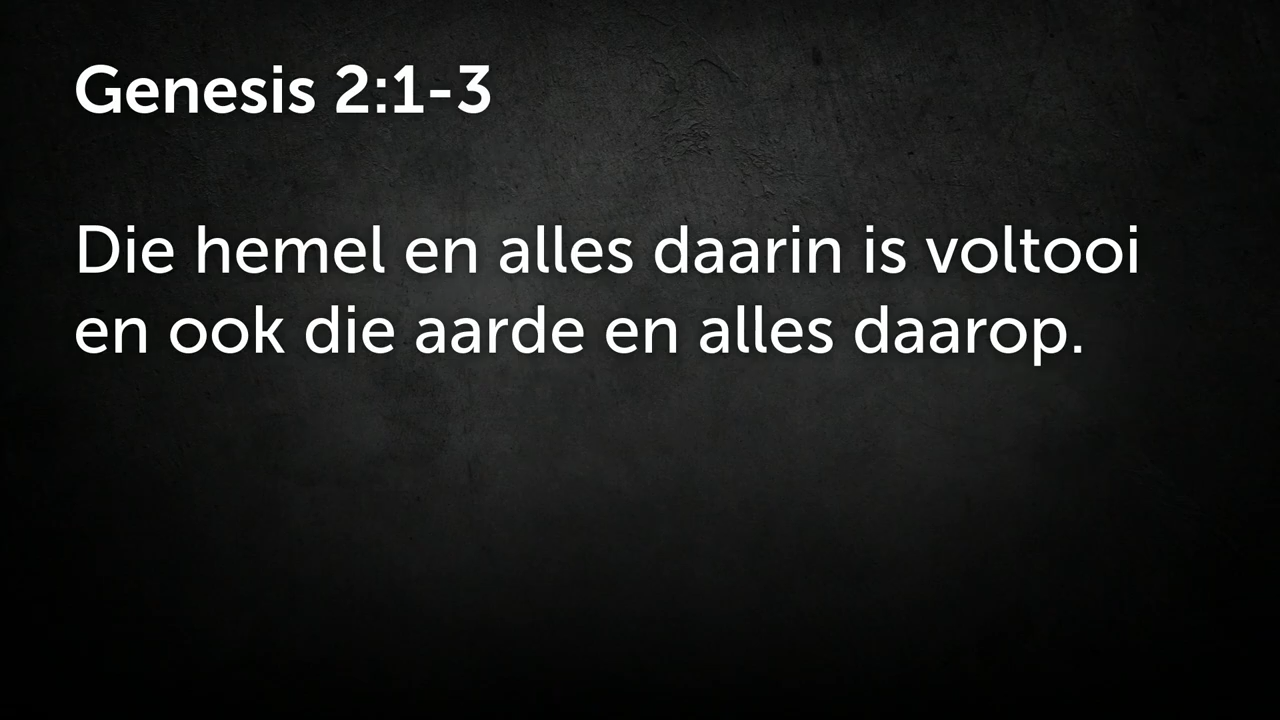 Genesis 2:1-3
Die hemel en alles daarin is voltooi
en ook die aarde en alles daarop.